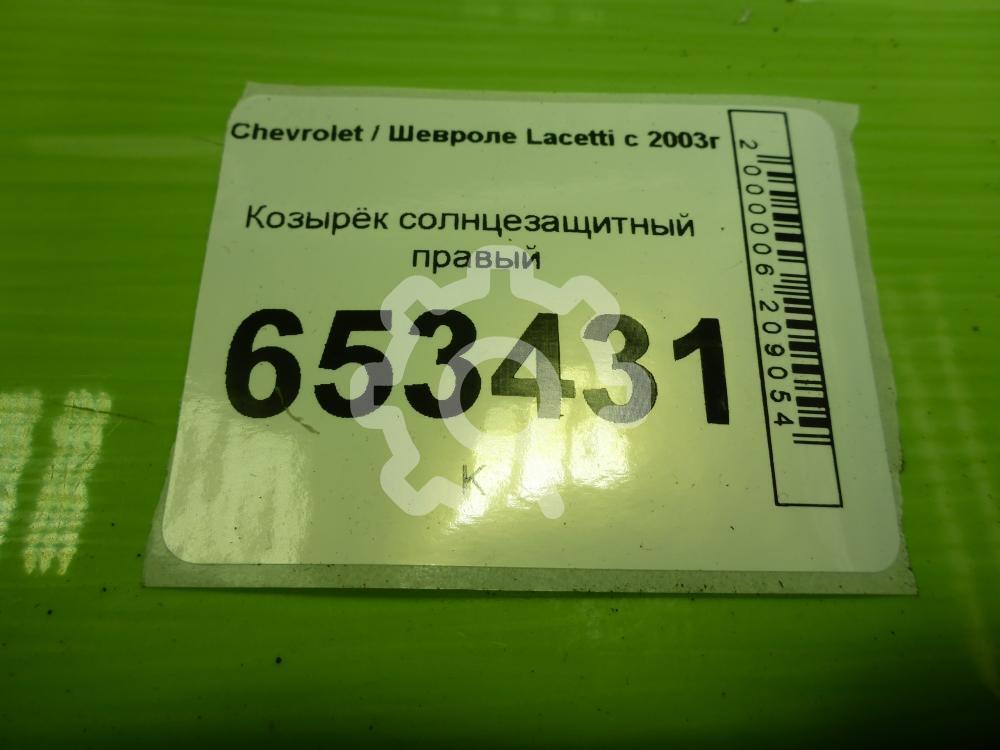 Chevrolet / Шевроле Lacetti с 2003г
Козырёк солнцезащитный
правый
653431
K
2000006209054